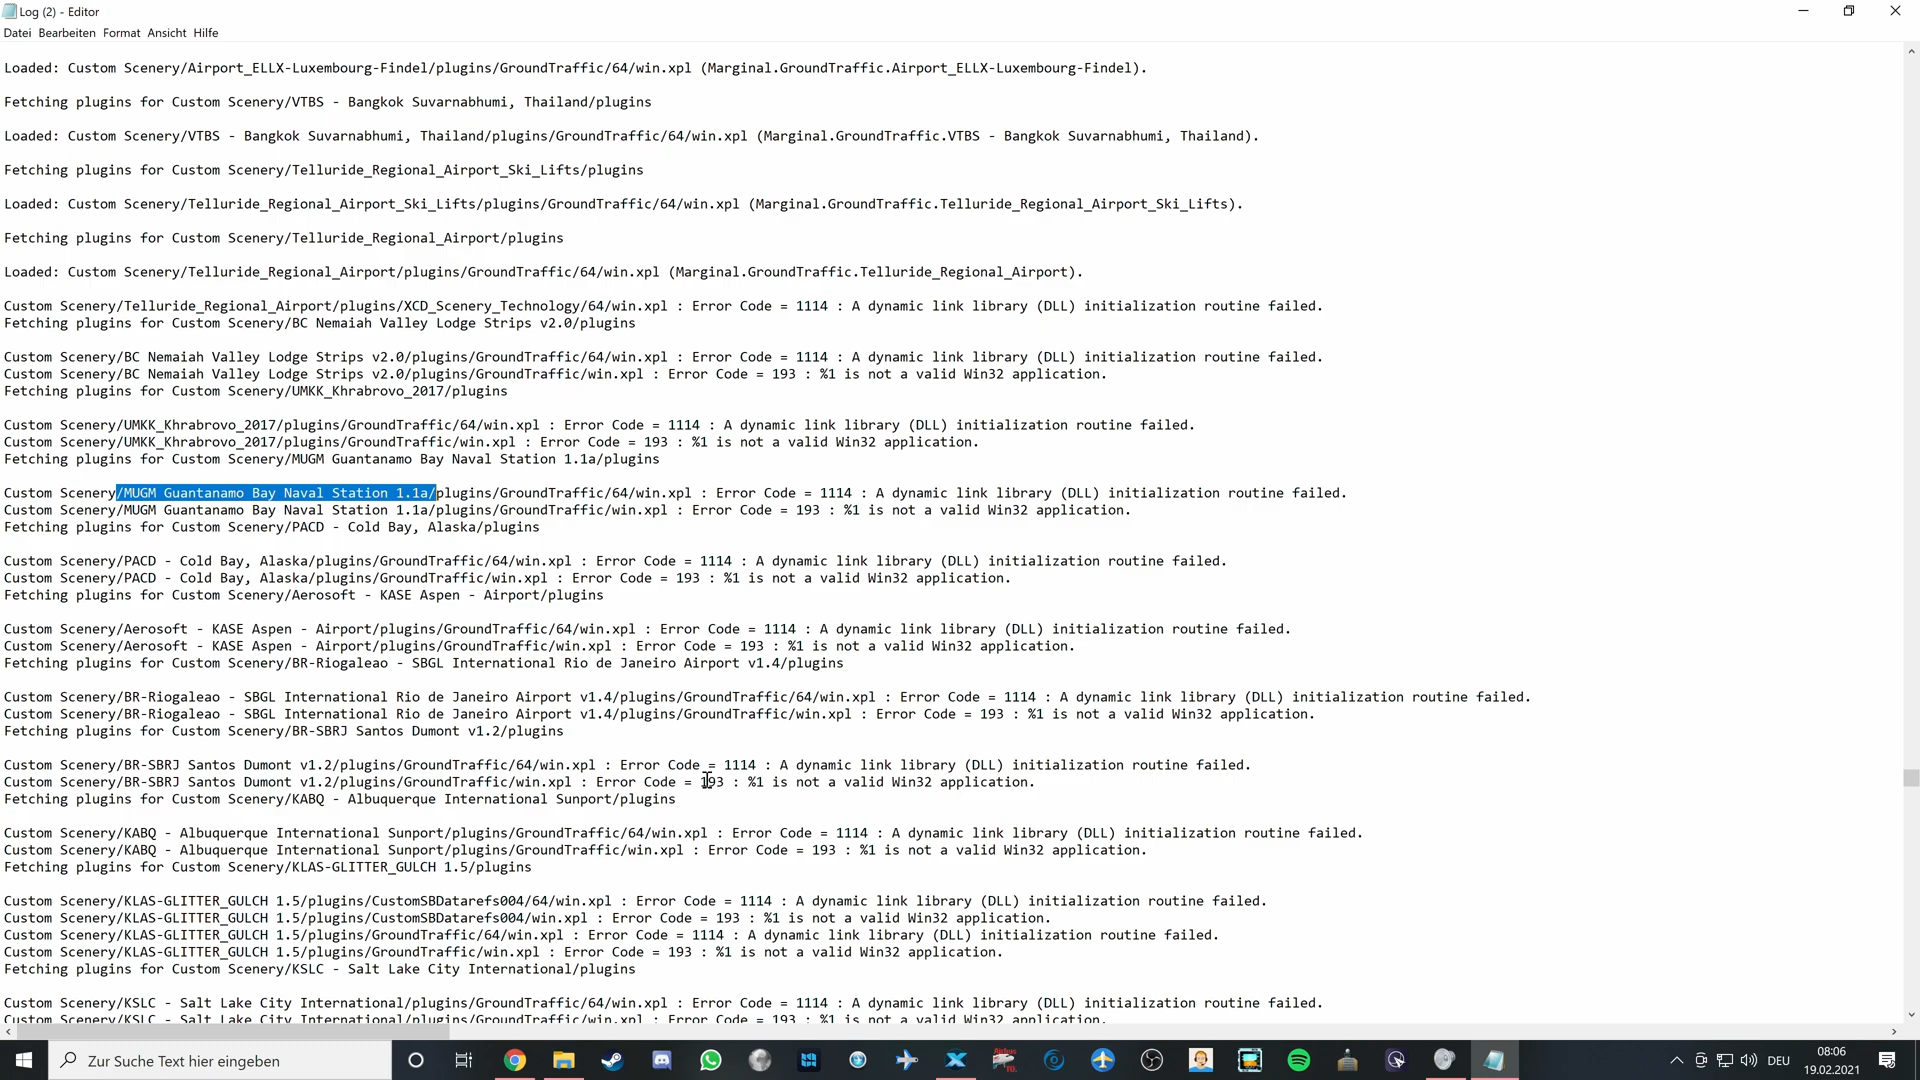 Log (2) - Editor
Datei Bearbeiten Format Ansicht Hilfe
Loaded: Custom Scenery/Airport_ELLX-Luxembourg-Findel/plugins/GroundTraffic/64/win.xpl (Marginal.GroundTraffic.Airport_ELLX-Luxembourg-Findel).
Fetching plugins for Custom Scenery/VTBS - Bangkok Suvarnabhumi, Thailand/plugins
Loaded: Custom Scenery/VTBS - Bangkok Suvarnabhumi, Thailand/plugins/GroundTraffic/64/win.xpl (Marginal.GroundTraffic.VTBS - Bangkok Suvarnabhumi, Thailand).
Fetching plugins for Custom Scenery/Telluride_Regional_Airport_Ski_Lifts/plugins
Loaded: Custom Scenery/Telluride_Regional_Airport_Ski_Lifts/plugins/GroundTraffic/64/win.xpl (Marginal.GroundTraffic.Telluride_Regional_Airport_Ski_Lifts).
Fetching plugins for Custom Scenery/Telluride_Regional_Airport/plugins
Loaded: Custom Scenery/Telluride_Regional_Airport/plugins/GroundTraffic/64/win.xpl (Marginal.GroundTraffic.Telluride_Regional_Airport).
Custom Scenery/Telluride_Regional_Airport/plugins/XCD_Scenery_Technology/64/win.xpl : Error Code = 1114 : A dynamic link library (DLL) initialization routine failed.
Fetching plugins for Custom Scenery/BC Nemaiah Valley Lodge Strips v2.0/plugins
Custom Scenery/BC Nemaiah Valley Lodge Strips v2.0/plugins/GroundTraffic/64/win.xpl : Error Code = 1114 : A dynamic link library (DLL) initialization routine failed.
Custom Scenery/BC Nemaiah Valley Lodge Strips v2.0/plugins/GroundTraffic/win.xpl : Error Code = 193 : %1 is not a valid Win32 application.
Fetching plugins for Custom Scenery/UMKK_Khrabrovo_2017/plugins
Custom Scenery/UMKK_Khrabrovo_2017/plugins/GroundTraffic/64/win.xpl : Error Code = 1114 : A dynamic link library (DLL) initialization routine failed.
Custom Scenery/UMKK_Khrabrovo_2017/plugins/GroundTraffic/win.xpl : Error Code = 193 : %1 is not a valid Win32 application.
Fetching plugins for Custom Scenery/MUGM Guantanamo Bay Naval Station 1.1a/plugins
Custom Scenery/MUGM Guantanamo Bay Naval Station 1.1a/plugins/GroundTraffic/64/win.xpl : Error Code = 1114 : A dynamic link library (DLL) initialization routine failed.
Custom Scenery/MUGM Guantanamo Bay Naval Station 1.1a/plugins/GroundTraffic/win.xpl : Error Code = 193 : %1 is not a valid Win32 application.
Fetching plugins for Custom Scenery/PACD - Cold Bay, Alaska/plugins
Custom Scenery/PACD - Cold Bay, Alaska/plugins/GroundTraffic/64/win.xpl : Error Code = 1114 : A dynamic link library (DLL) initialization routine failed.
Custom Scenery/PACD - Cold Bay, Alaska/plugins/GroundTraffic/win.xpl : Error Code = 193 : %1 is not a valid Win32 application.
Fetching plugins for Custom Scenery/Aerosoft - KASE Aspen - Airport/plugins
Custom Scenery/Aerosoft - KASE Aspen - Airport/plugins/GroundTraffic/64/win.xpl : Error Code = 1114 : A dynamic link library (DLL) initialization routine failed.
Custom Scenery/Aerosoft - KASE Aspen - Airport/plugins/GroundTraffic/win.xpl : Error Code = 193 : %1 is not a valid Win32 application.
Fetching plugins for Custom Scenery/BR-Riogaleao - SBGL International Rio de Janeiro Airport v1.4/plugins
Custom Scenery/BR-Riogaleao - SBGL International Rio de Janeiro Airport v1.4/plugins/GroundTraffic/64/win.xpl : Error Code = 1114 : A dynamic link library (DLL) initialization routine failed.
Custom Scenery/BR-Riogaleao - SBGL International Rio de Janeiro Airport v1.4/plugins/GroundTraffic/win.xpl : Error Code = 193 : %1 is not a valid Win32 application.
Fetching plugins for Custom Scenery/BR-SBRJ Santos Dumont v1.2/plugins
Custom Scenery/BR-SBRJ Santos Dumont v1.2/plugins/GroundTraffic/64/win.xpl : Error Code = 1114 : A dynamic link library (DLL) initialization routine failed.
Custom Scenery/BR-SBRJ Santos Dumont v1.2/plugins/GroundTraffic/win.xpl : Error Code = 193 : %1 is not a valid Win32 application.
Fetching plugins for Custom Scenery/KABQ - Albuquerque International Sunport/plugins
Custom Scenery/KABQ - Albuquerque International Sunport/plugins/GroundTraffic/64/win.xpl : Error Code = 1114 : A dynamic link library (DLL) initialization routine failed.
Custom Scenery/KABQ - Albuquerque International Sunport/plugins/GroundTraffic/win.xpl : Error Code = 193 : %1 is not a valid Win32 application.
Fetching plugins for Custom Scenery/KLAS-GLITTER_GULCH 1.5/plugins
Custom Scenery/KLAS-GLITTER_GULCH 1.5/plugins/CustomSBDatarefs004/64/win.xpl : Error Code = 1114 : A dynamic link library (DLL) initialization routine failed.
Custom Scenery/KLAS-GLITTER_GULCH 1.5/plugins/CustomSBDatarefs004/win.xpl : Error Code = 193 : %1 is not a valid Win32 application.
Custom Scenery/KLAS-GLITTER_GULCH 1.5/plugins/GroundTraffic/64/win.xpl : Error Code = 1114 : A dynamic link library (DLL) initialization routine failed.
Custom Scenery/KLAS-GLITTER_GULCH 1.5/plugins/GroundTraffic/win.xpl : Error Code = 193 : %1 is not a valid Win32 application.
Fetching plugins for Custom Scenery/KSLC - Salt Lake City International/plugins
Custom Scenery/KSLC - Salt Lake City International/plugins/GroundTraffic/64/win.xpl : Error Code = 1114 : A dynamic link library (DLL) initialization routine failed.
Custom Scenery/KSLC - Salt Lake City International/plugins/GroundTraffic/win.xpl : Error Code = 193 : %1 is not a valid Win32 application.
Zur Suche Text hier eingeben
DEU
08:06
19.02.2021